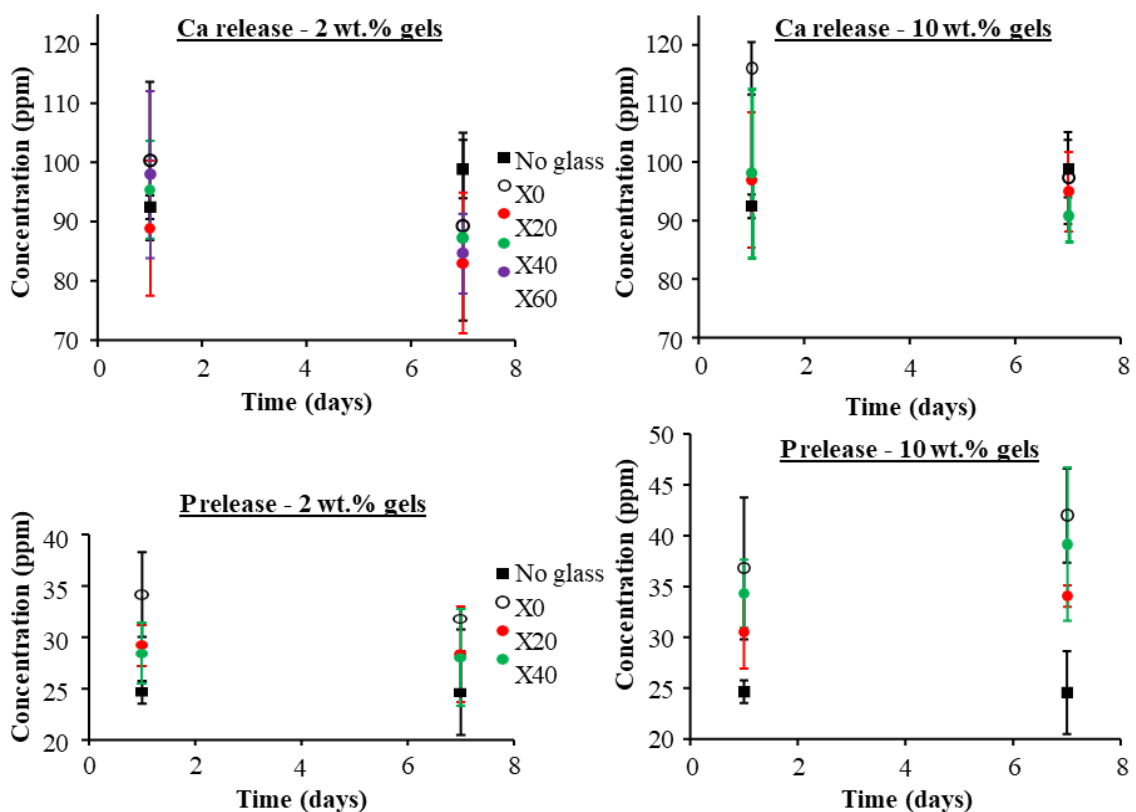 Ca release - 2 wt.% gels
120
110
100
90
80
70
Concentration (ppm)
0 2 4 6 8
Time (days)
No glass
X0
X20
X40
X60
Ca release - 10 wt.% gels
120
110
100
90
80
70
Concentration (ppm)
0 2 4 6 8
Time (days)
P release - 2 wt.% gels
40
35
30
25
20
Concentration (ppm)
0 2 4 6 8
Time (days)
No glass
X0
X20
X40
P release - 10 wt.% gels
50
45
40
35
30
25
20
Concentration (ppm)
0 2 4 6 8
Time (days)